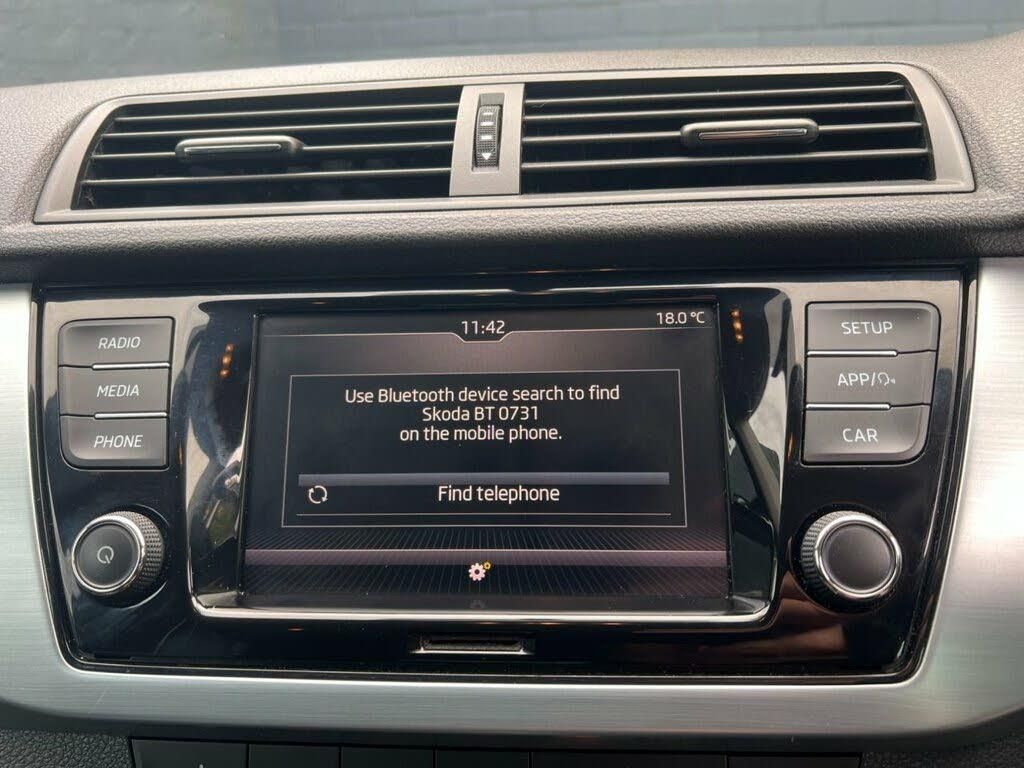 11:42
18.0 °C
RADIO
MEDIA
PHONE
Use Bluetooth device search to find
Skoda BT 0731
on the mobile phone.
Find telephone
SETUP
APP/
CAR